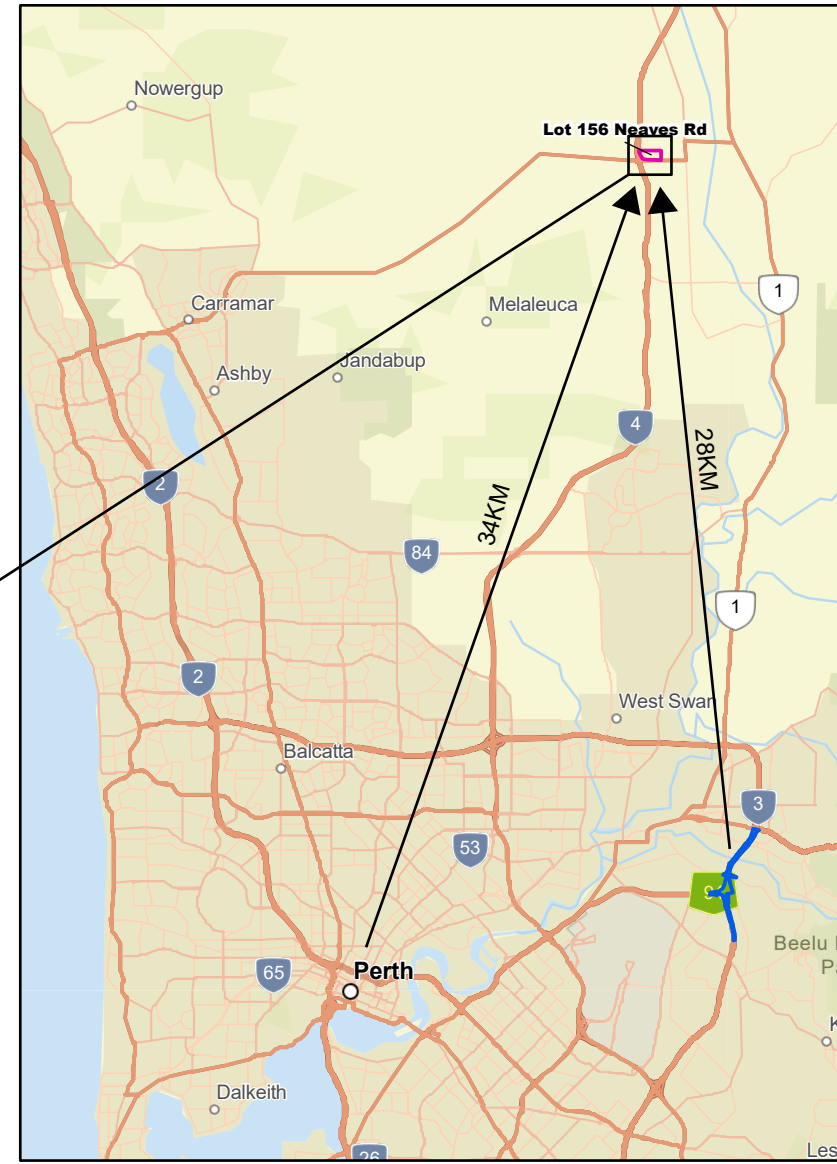 Nowergup
Lot 156 Neaves Rd
1
Carramar
Melaleuca
Jandabup
Ashby
4
28KM
2
34KM
84
1
2
West Swan
Balcatta
3
53
Beelu
65
Perth
Dalkeith
26